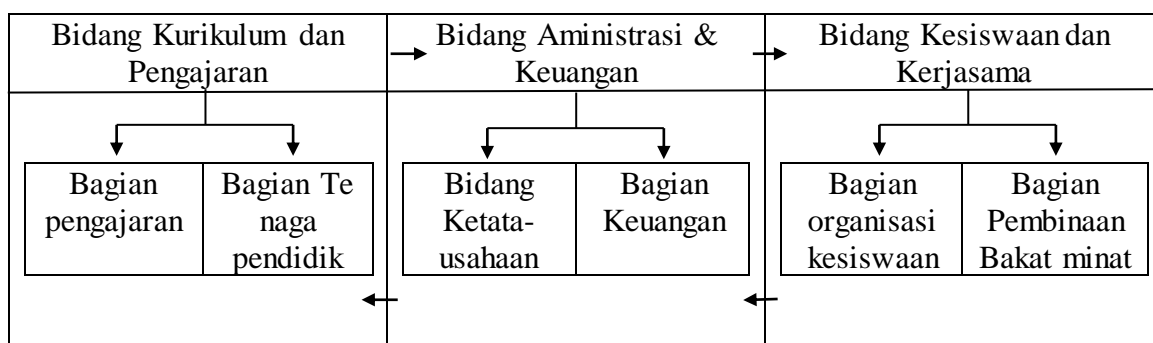 Bidang Kurikulum dan
Pengajaran
Bidang Aministrasi &
Keuangan
Bidang Kesiswaan dan
Kerjasama
Bagian
pengajaran
Bagian Te
naga
pendidik
Bidang
Ketata-
usahaan
Bagian
Keuangan
Bagian
organisasi
kesiswaan
Bagian
Pembinaan
Bakat minat